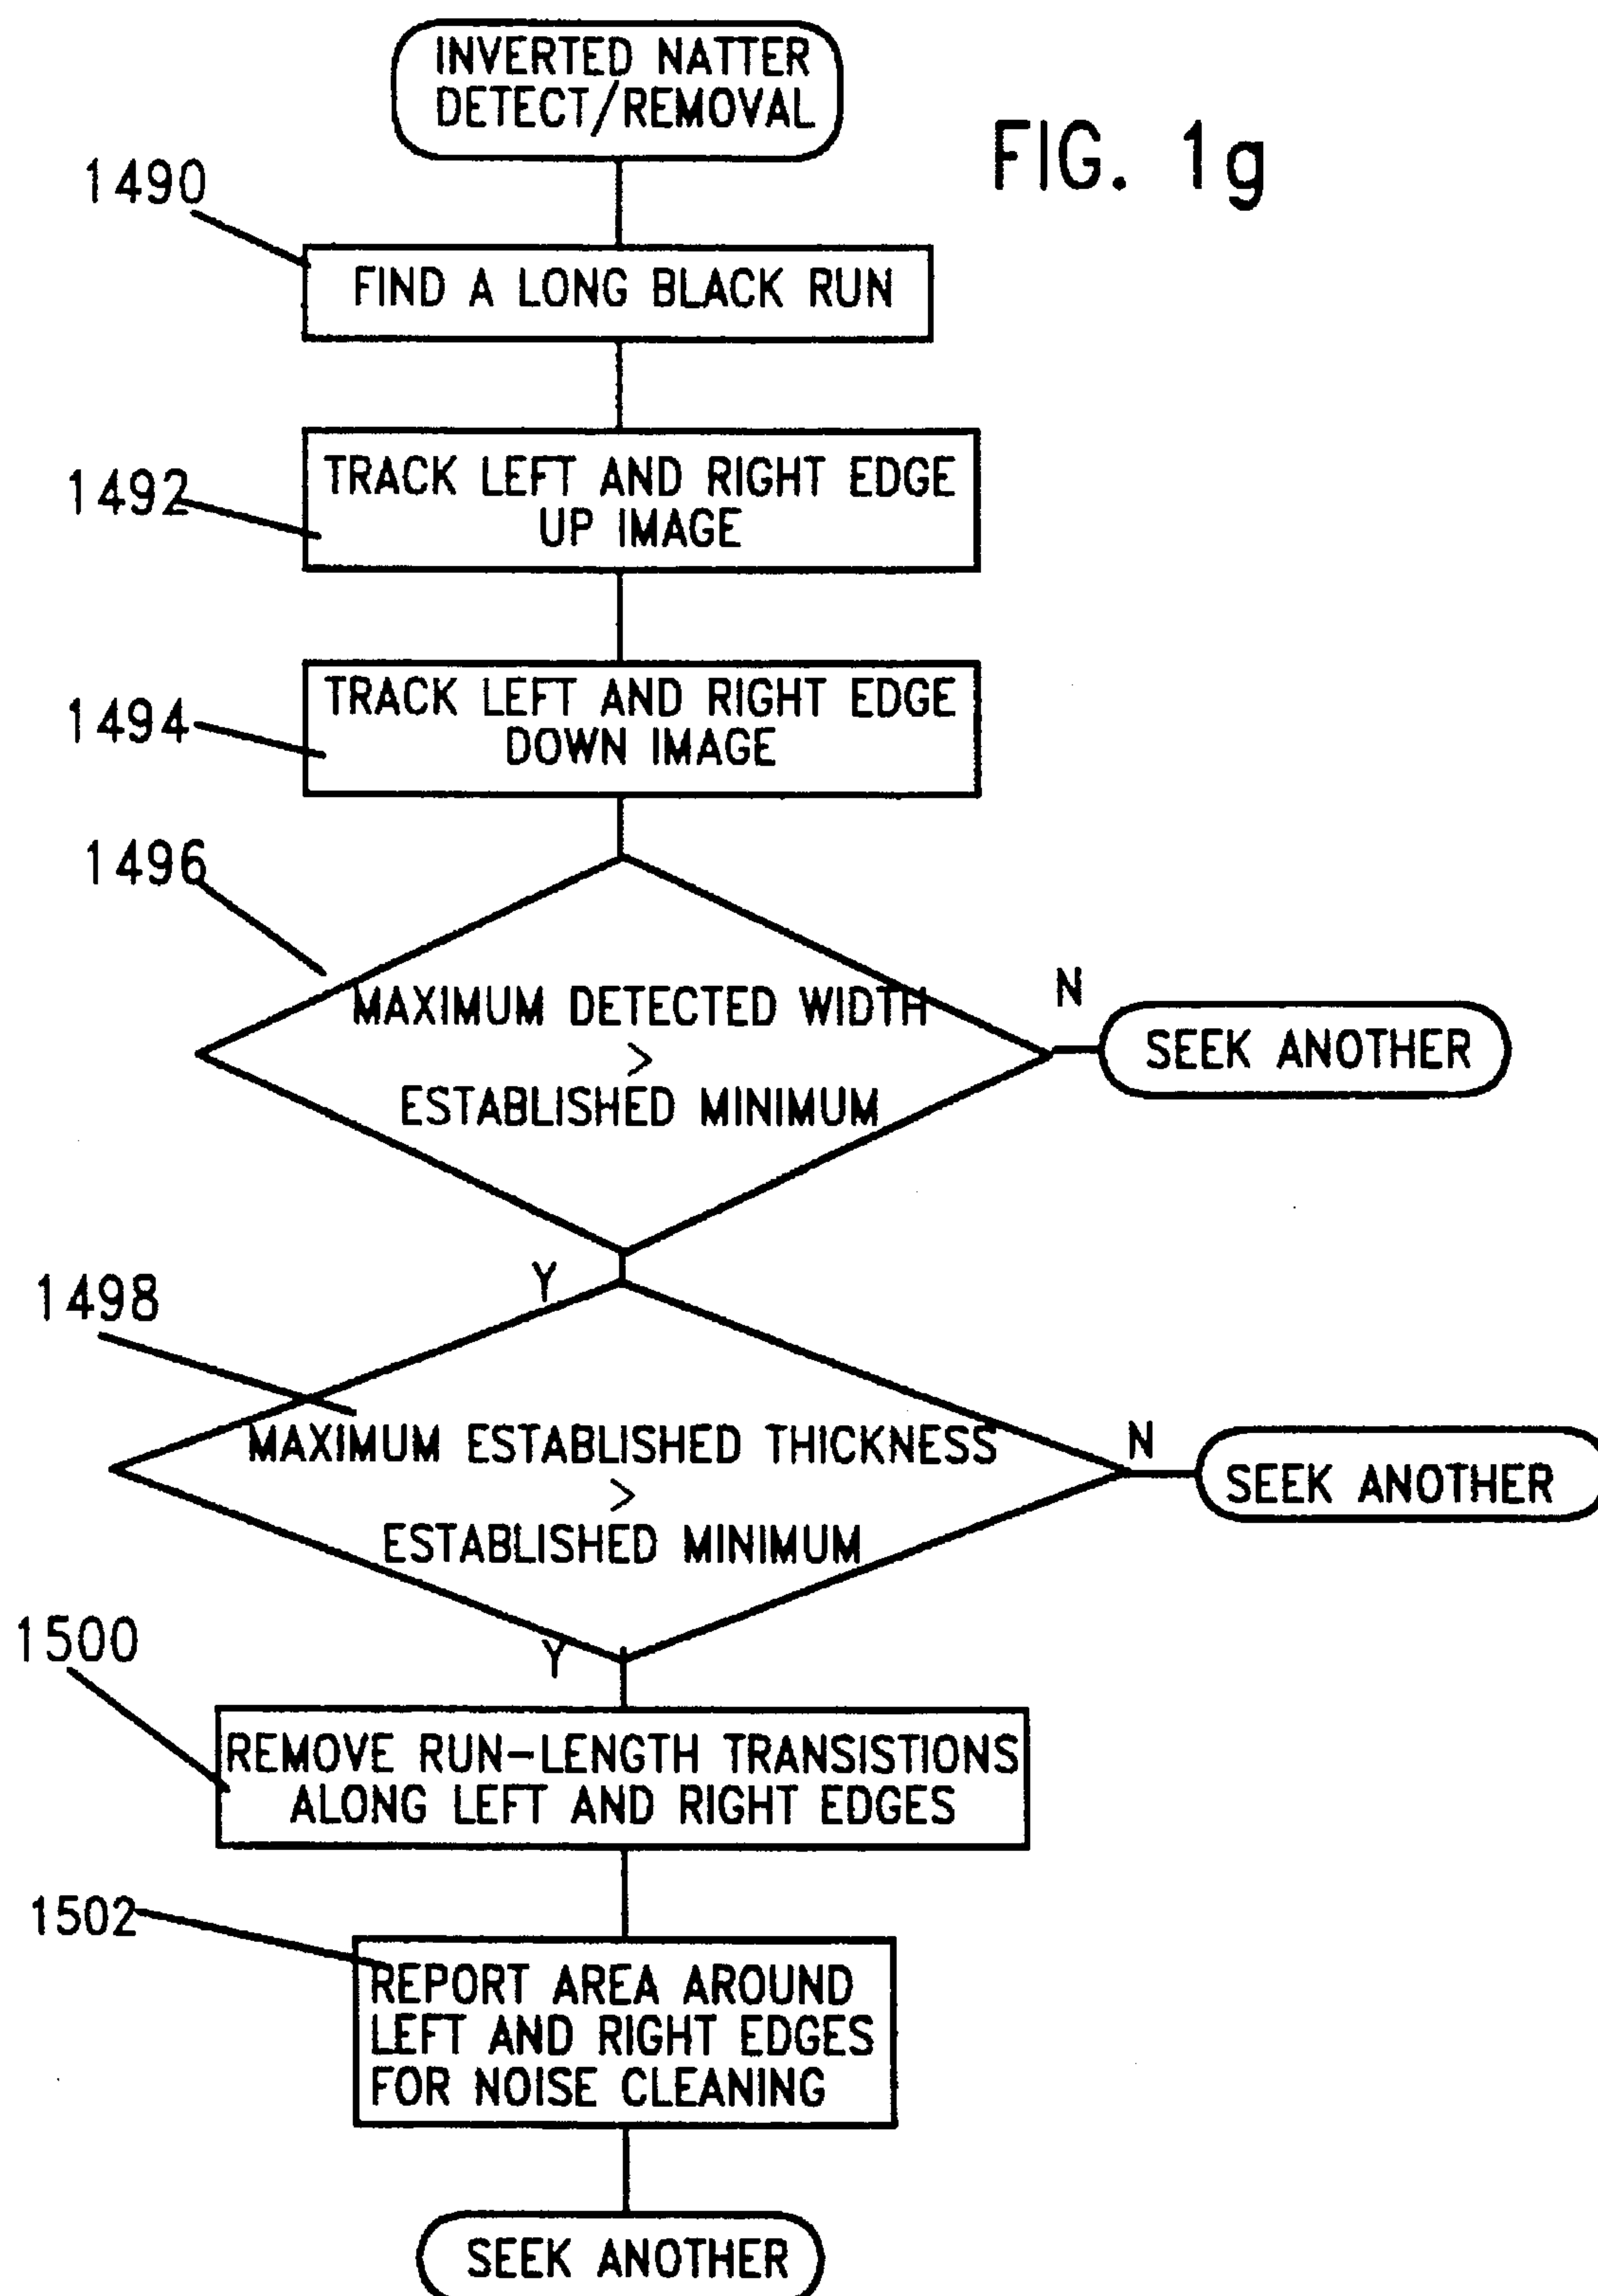 INVERTED NATTER
DETECT/REMOVAL
FIG. 1g
1490
FIND A LONG BLACK RUN
1492
TRACK LEFT AND RIGHT EDGE
UP IMAGE
1494
TRACK LEFT AND RIGHT EDGE
DOWN IMAGE
1496
MAXIMUM DETECTED WIDTH
>
ESTABLISHED MINIMUM
N
SEEK ANOTHER
Y
1498
MAXIMUM ESTABLISHED THICKNESS
>
ESTABLISHED MINIMUM
N
SEEK ANOTHER
Y
1500
REMOVE RUN-LENGTH TRANSISTIONS
ALONG LEFT AND RIGHT EDGES
1502
REPORT AREA AROUND
LEFT AND RIGHT EDGES
FOR NOISE CLEANING
SEEK ANOTHER